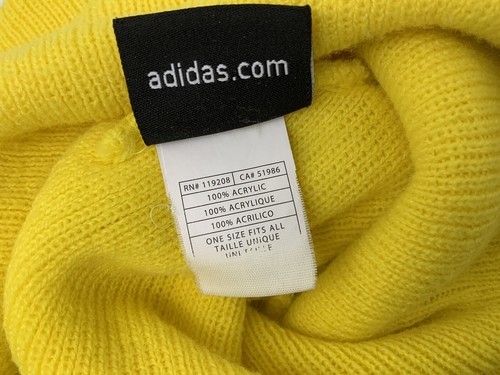 adidas.com
RN# 119208 CA# 51986
100% ACRYLIC
100% ACRYLIQUE
100% ACRILICO
ONE SIZE FITS ALL
TAILLE UNIQUE